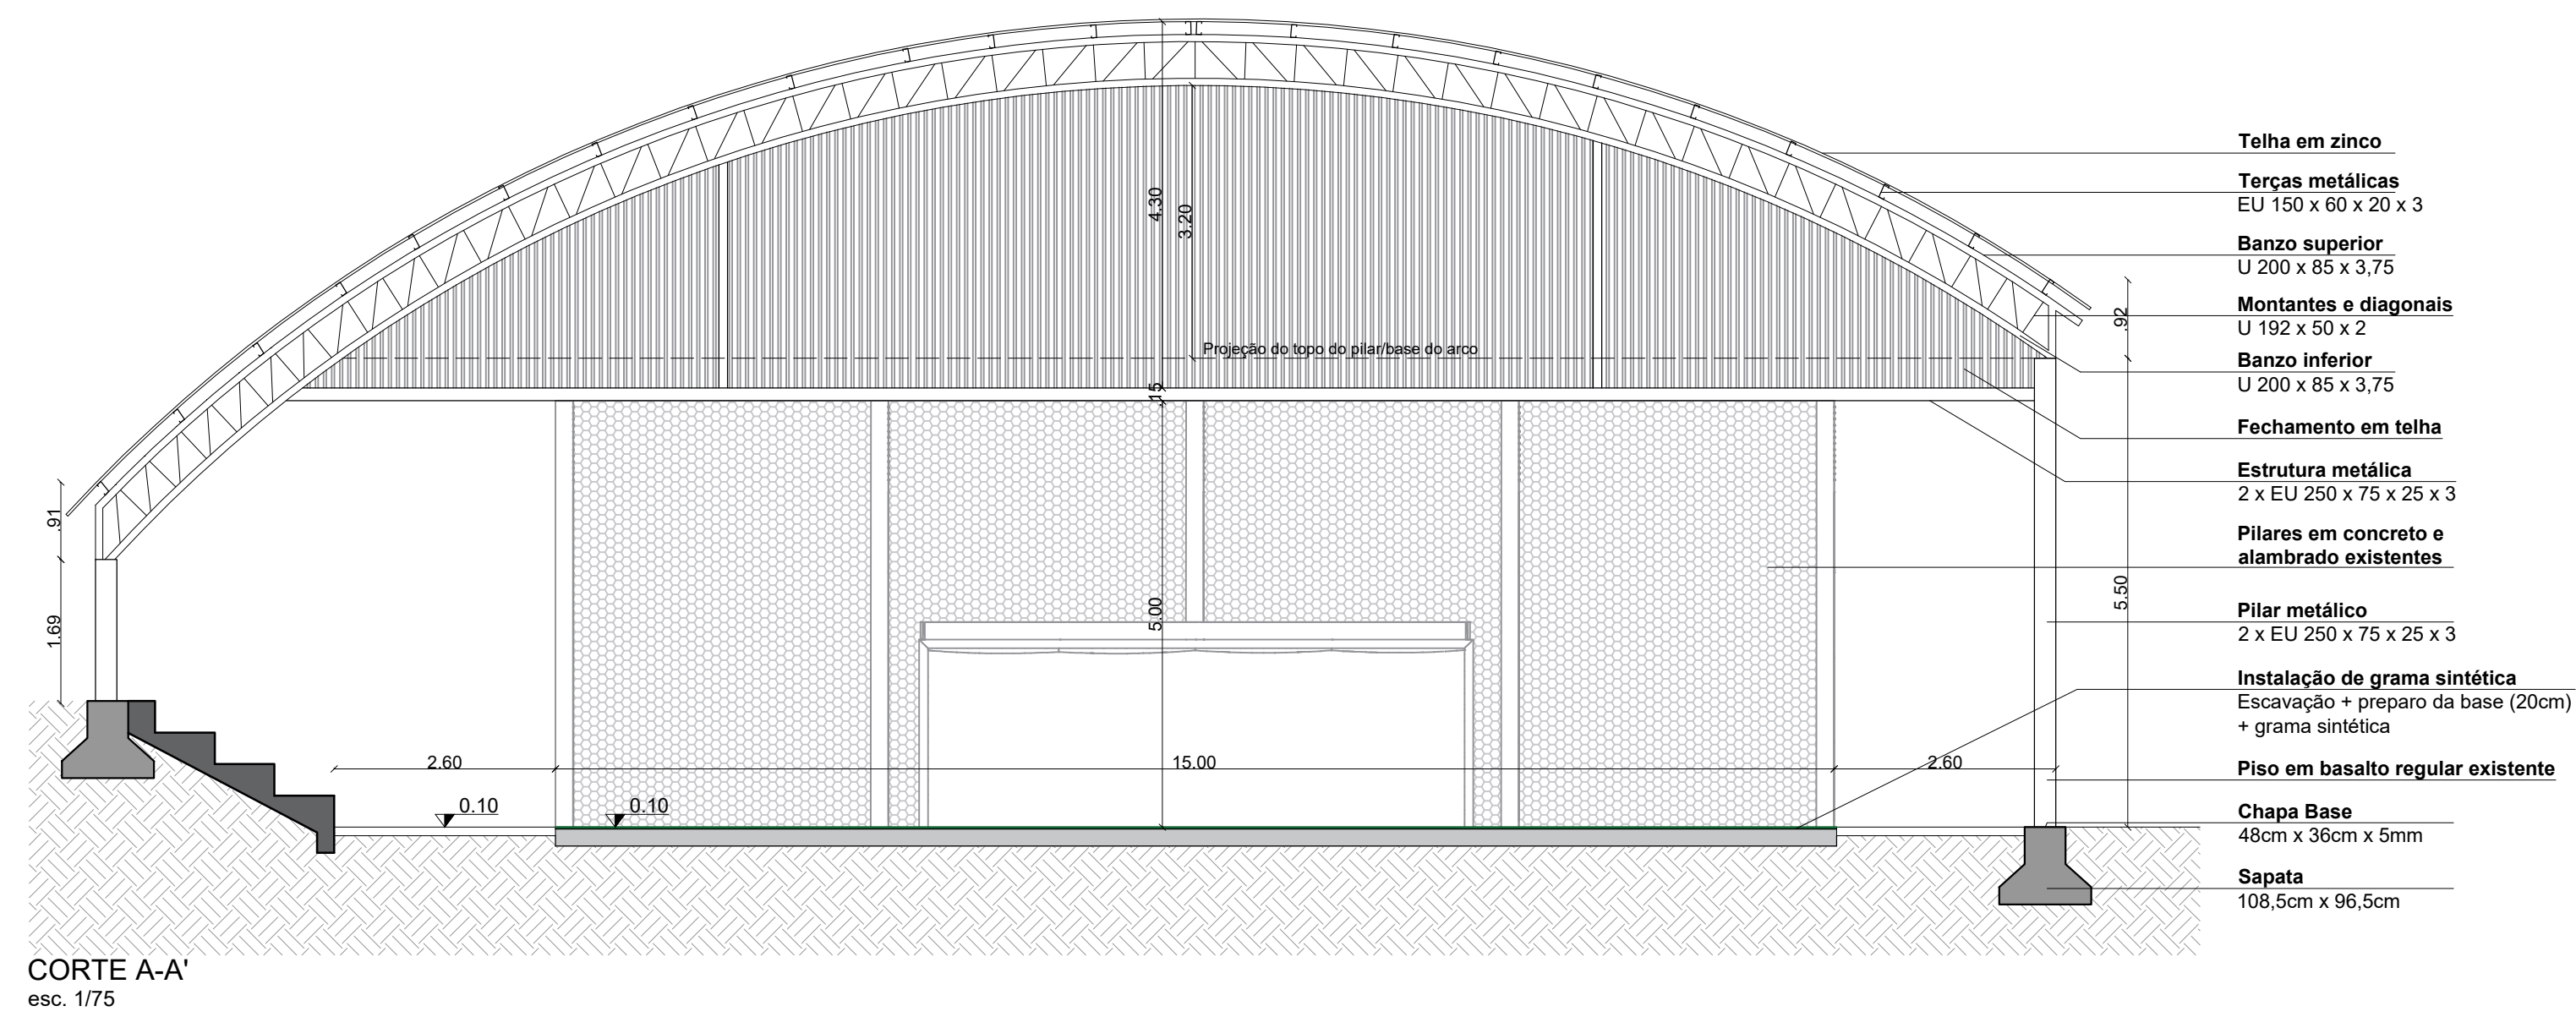 Telha em zinco
Terças metálicas
EU 150 x 60 x 20 x 3
Banzo superior
U 200 x 85 x 3,75
Montantes e diagonais
U 192 x 50 x 2
Banzo inferior
U 200 x 85 x 3,75
Fechamento em telha
Estrutura metálica
2 x EU 250 x 75 x 25 x 3
Pilares em concreto e
alambrado existentes
Pilar metálico
2 x EU 250 x 75 x 25 x 3
Instalação de grama sintética
Escavação + preparo da base (20cm)
+ grama sintética
Piso em basalto regular existente
Chapa Base
48cm x 36cm x 5mm
Sapata
108,5cm x 96,5cm
4.30
3.20
Projeção do topo do pilar/base do arco
.15
5.00
.92
5.50
.91
1.69
2.60
15.00
2.60
0.10
0.10
CORTE A-A'
esc. 1/75